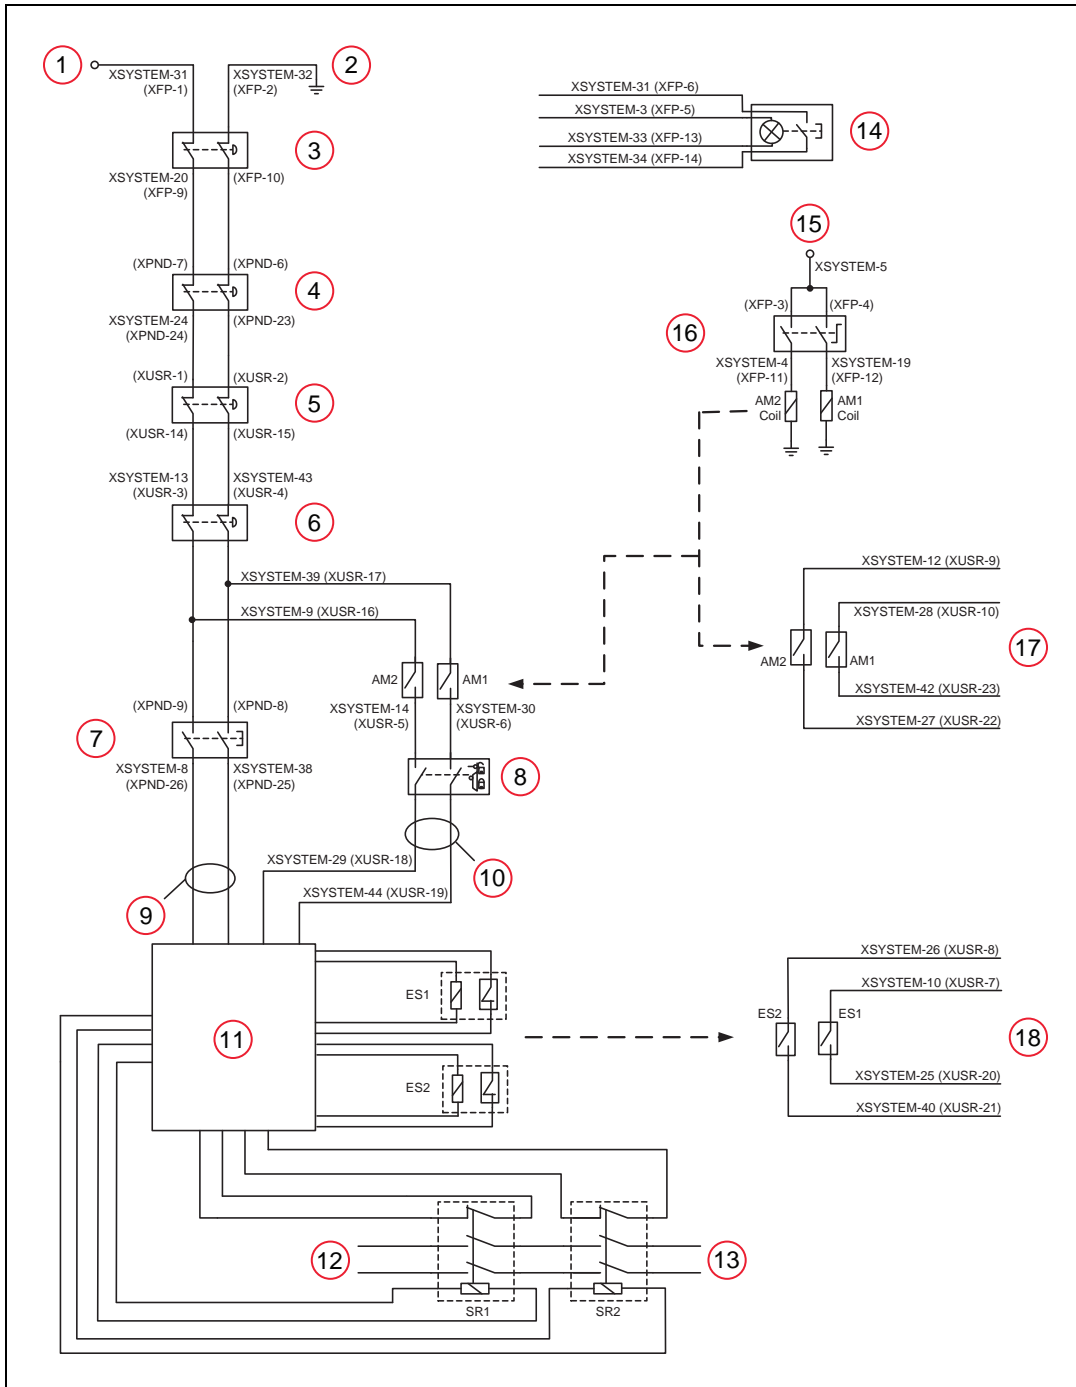 1
XSYSTEM-31
(XFP-1)
XSYSTEM-32
(XFP-2)
2
3
XSYSTEM-20
(XFP-9)
(XFP-10)
(XPND-7)
(XPND-6)
4
XSYSTEM-24
(XPND-24)
(XPND-23)
(XUSR-1)
(XUSR-2)
5
(XUSR-14)
(XUSR-15)
XSYSTEM-13
(XUSR-3)
XSYSTEM-43
(XUSR-4)
6
XSYSTEM-39 (XUSR-17)
XSYSTEM-9 (XUSR-16)
AM2
AM1
XSYSTEM-14
(XUSR-5)
XSYSTEM-30
(XUSR-6)
(XPND-9)
(XPND-8)
7
XSYSTEM-8
(XPND-26)
XSYSTEM-38
(XPND-25)
8
XSYSTEM-29 (XUSR-18)
10
XSYSTEM-44 (XUSR-19)
9
11
ES1
ES2
12
13
SR1
SR2
XSYSTEM-31 (XFP-6)
XSYSTEM-3 (XFP-5)
XSYSTEM-33 (XFP-13)
XSYSTEM-34 (XFP-14)
14
15
XSYSTEM-5
(XFP-3)
(XFP-4)
16
XSYSTEM-4
(XFP-11)
XSYSTEM-19
(XFP-12)
AM2
Coil
AM1
Coil
XSYSTEM-12 (XUSR-9)
XSYSTEM-28 (XUSR-10)
17
AM2
AM1
XSYSTEM-42 (XUSR-23)
XSYSTEM-27 (XUSR-22)
XSYSTEM-26 (XUSR-8)
XSYSTEM-10 (XUSR-7)
ES2
ES1
18
XSYSTEM-25 (XUSR-20)
XSYSTEM-40 (XUSR-21)